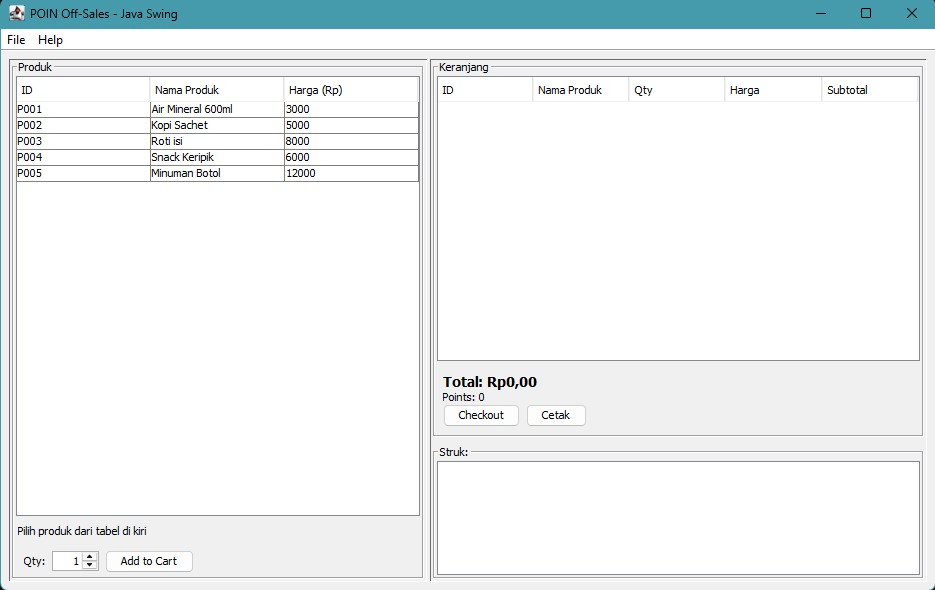 POIN Off-Sales - Java Swing
File Help
Produk
ID Nama Produk Harga (Rp)
P001 Air Mineral 600ml 3000
P002 Kopi Sachet 5000
P003 Roti isi 8000
P004 Snack Keripik 6000
P005 Minuman Botol 12000
Pilih produk dari tabel di kiri
Qty: 1 Add to Cart
Keranjang
ID Nama Produk Qty Harga Subtotal
Total: Rp0,00
Points: 0
Checkout Cetak
Struk: